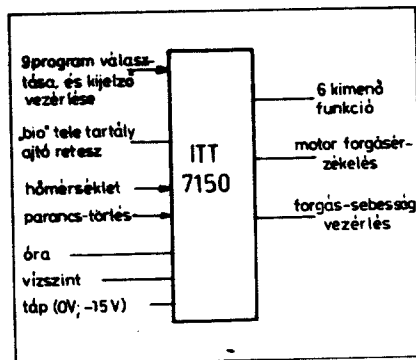 9program válasz-
tása, és kijelző
vezérlése
„bio" tele tartály
ajtó retesz
hőmérséklet
parancs-törlés
óra
vízszint
táp (0V; -15V)
ITT
7150
6 kimenő
funkció
motor forgásér-
zékelés
forgás-sebesség
vezérlés